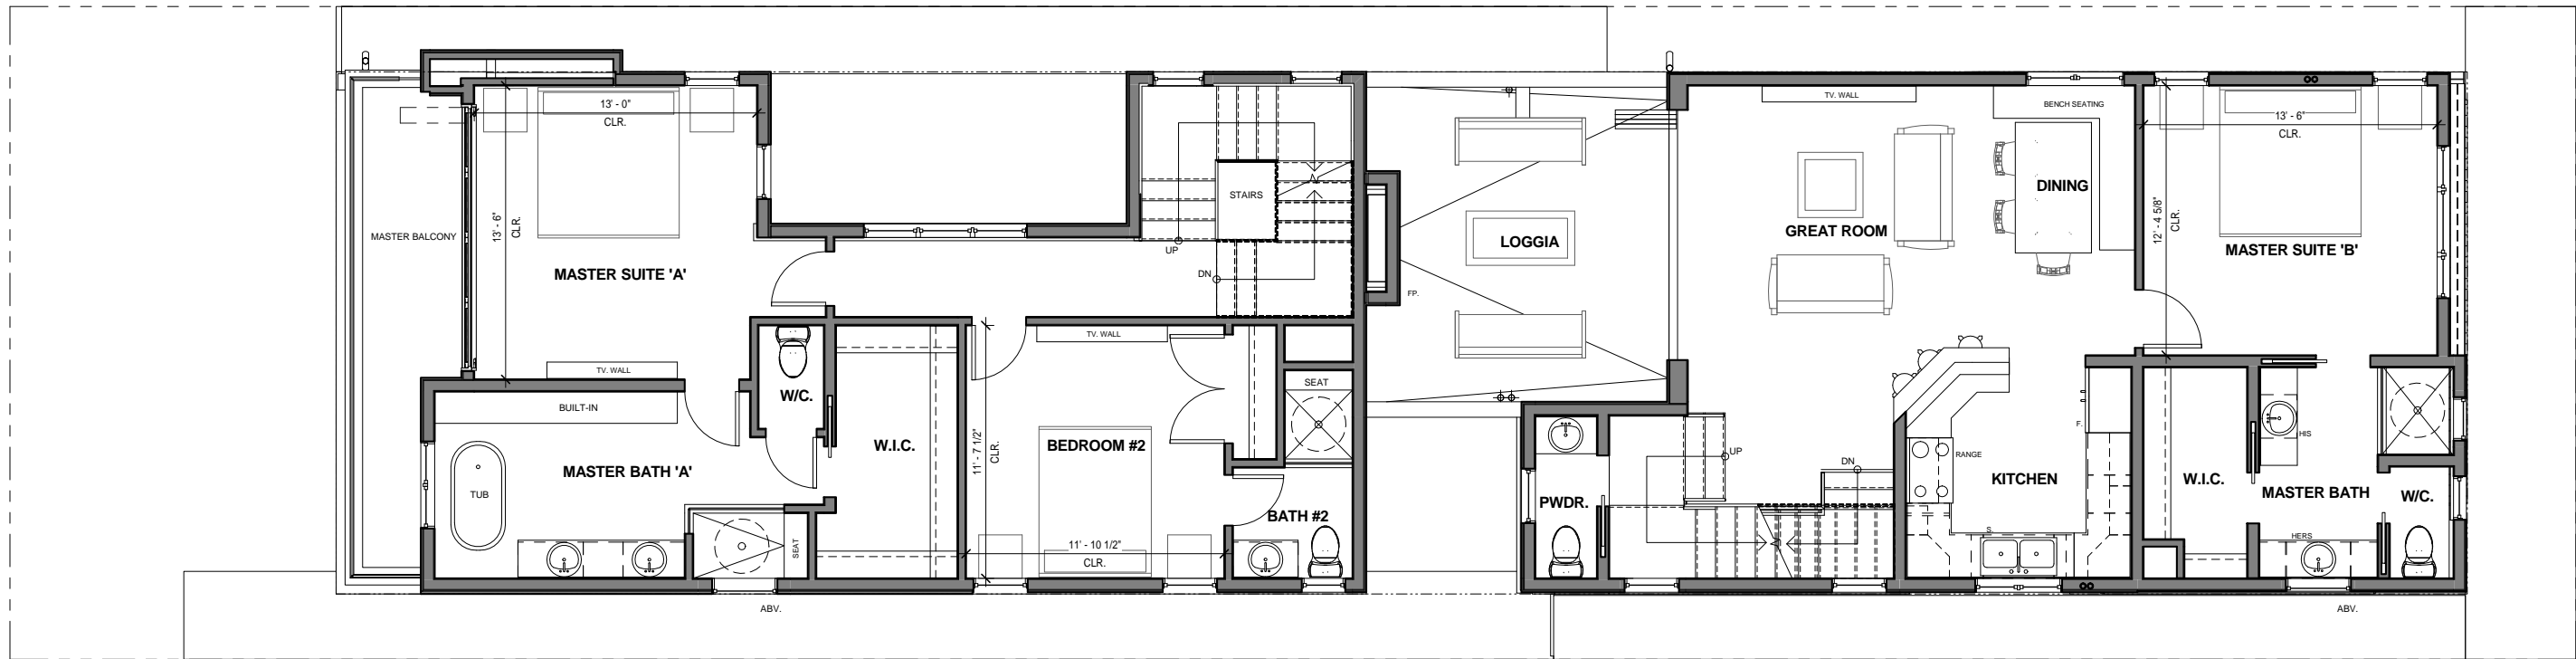 13' - 0"
CLR.
13' - 6"
CLR.
MASTER BALCONY
MASTER SUITE 'A'
TV. WALL
BUILT-IN
W/C.
TUB
MASTER BATH 'A'
SEAT
ABV.
W.I.C.
STAIRS
UP
DN
TV. WALL
11' - 7 1/2"
CLR.
BEDROOM #2
11' - 10 1/2"
CLR.
SEAT
BATH #2
LOGGIA
FP.
TV. WALL
GREAT ROOM
BENCH SEATING
DINING
13' - 6"
CLR.
12' - 4 5/8"
CLR.
MASTER SUITE 'B'
PWDR.
UP
DN
RANGE
KITCHEN
F.
S.
W.I.C.
HIS
MASTER BATH
HERS
W/C.
ABV.